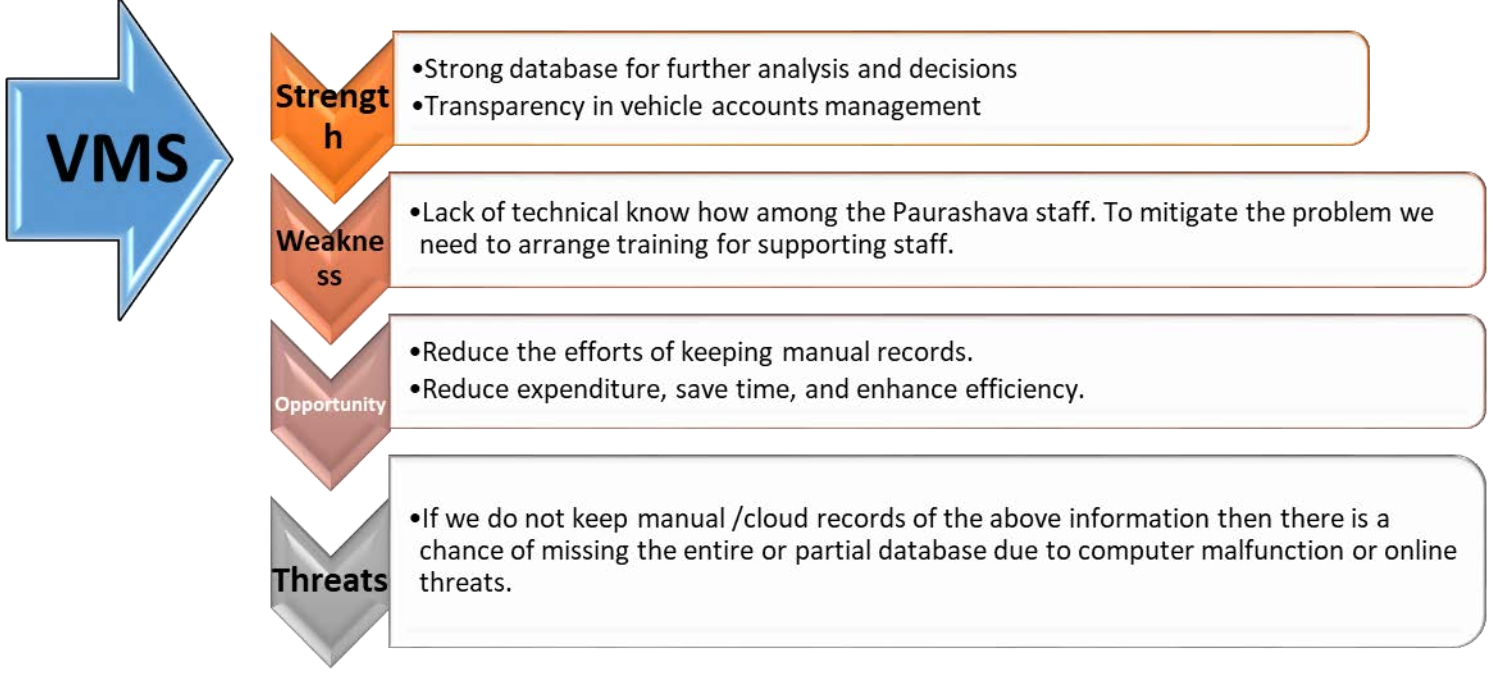 VMS
Strengt
h
•Strong database for further analysis and decisions
•Transparency in vehicle accounts management
Weakne
ss
•Lack of technical know how among the Paurashava staff. To mitigate the problem we
need to arrange training for supporting staff.
Opportunity
•Reduce the efforts of keeping manual records.
•Reduce expenditure, save time, and enhance efficiency.
Threats
•If we do not keep manual /cloud records of the above information then there is a
chance of missing the entire or partial database due to computer malfunction or online
threats.